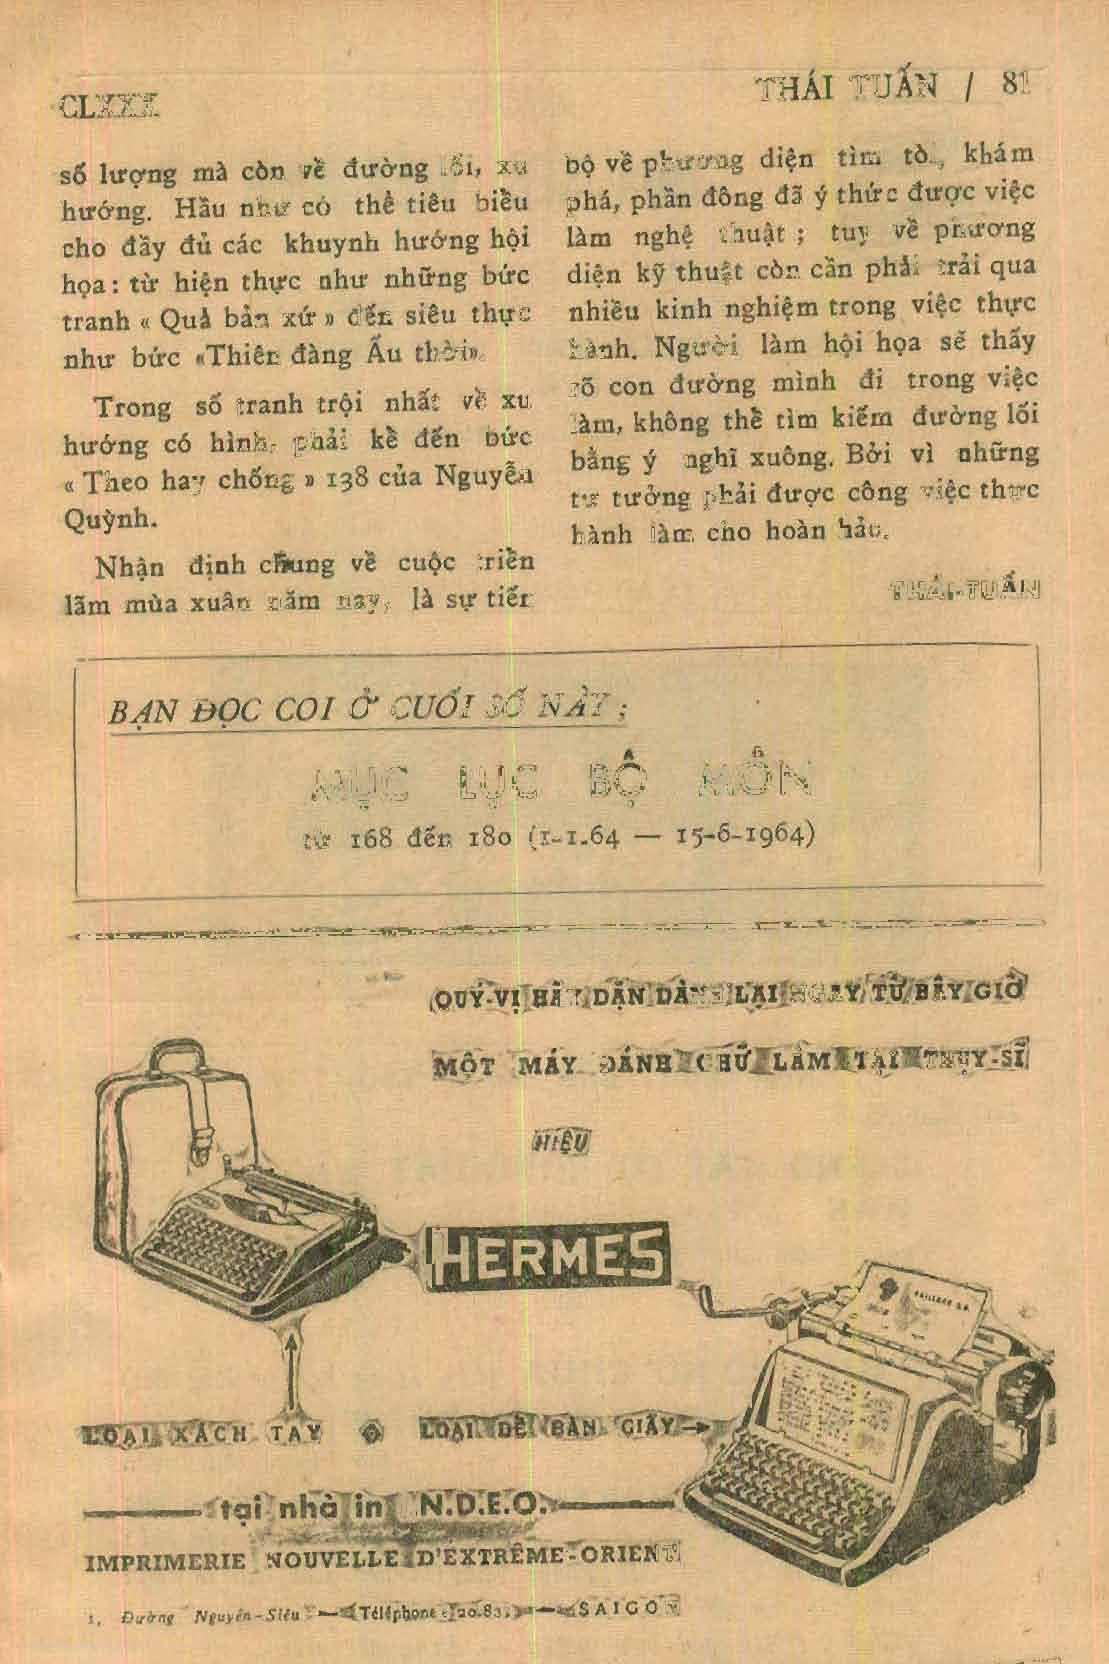 CLXXX
THÁI TUẤN / 81
số lượng mà còn về đường lối, xu
hướng. Hầu như có thể tiêu biểu
cho đầy đủ các khuynh hướng hội
họa: từ hiện thực như những bức
tranh « Quả bản xứ » đến siêu thực
như bức «Thiên đàng Ấu thời».
Trong số tranh trội nhất về xu
hướng có hình, phải kể đến bức
« Theo hay chống » 138 của Nguyễn
Quỳnh.
Nhận định chung về cuộc triển
lãm mùa xuân năm nay, là sự tiến
bộ về phương diện tìm tòi, khám
phá, phần đông đã ý thức được việc
làm nghệ thuật ; tuy về phương
diện kỹ thuật còn cần phải trải qua
nhiều kinh nghiệm trong việc thực
hành. Người làm hội họa sẽ thấy
rõ con đường mình đi trong việc
làm, không thể tìm kiếm đường lối
bằng ý nghĩ xuông. Bởi vì những
tư tưởng phải được công việc thực
hành làm cho hoàn hảo.
THÁI-TUẤN
BẠN ĐỌC COI Ở CUỐI SỐ NÀY ;
MỤC LỤC BỘ MÔN
từ 168 đến 180 (1-1.64 — 15-6-1964)
QUÝ-VỊ HÃY DẶN DÀNH LẠI NGAY TỪ BÂY GIỜ
MỘT MÁY ĐÁNH CHỮ LÀM TẠI THỤY-SĨ
HIỆU
HERMES
PAILLARD S.A.
LOẠI XÁCH TAY LOẠI ĐỂ BÀN GIẤY
tại nhà in N.D.E.O.
IMPRIMERIE NOUVELLE D'EXTRÊME-ORIENT
1, Đường Nguyễn-Siêu — Téléphone : — SAIGON